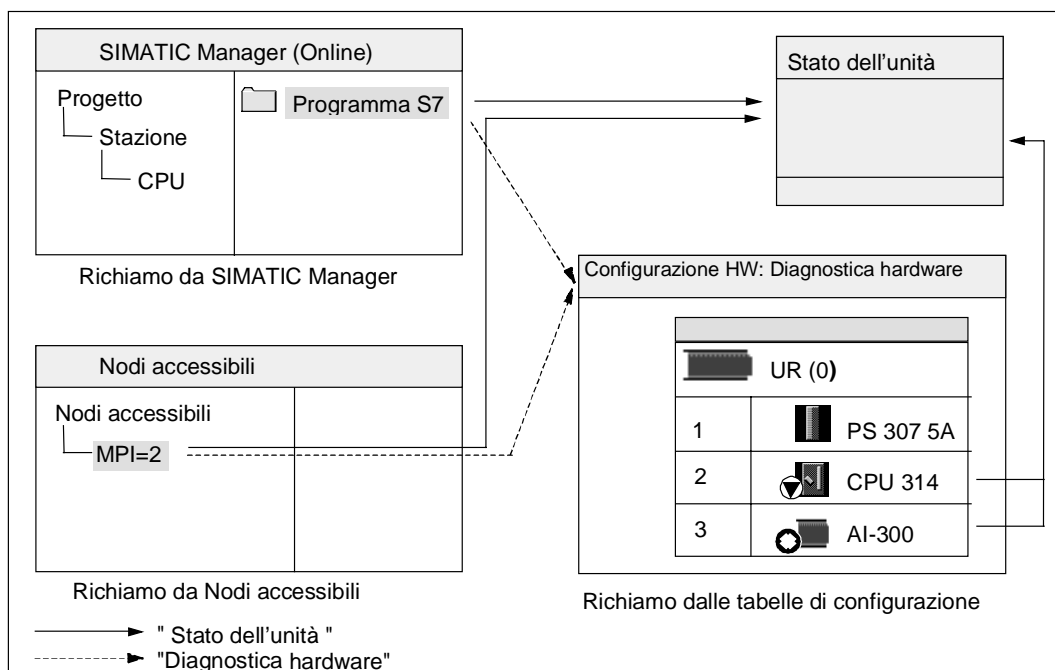 SIMATIC Manager (Online)
Progetto
Stazione
CPU
Programma S7
Richiamo da SIMATIC Manager
Stato dell'unità
Nodi accessibili
Nodi accessibili
MPI=2
Richiamo da Nodi accessibili
Configurazione HW: Diagnostica hardware
UR (0)
1 PS 307 5A
2 CPU 314
3 AI-300
Richiamo dalle tabelle di configurazione
" Stato dell'unità "
"Diagnostica hardware"